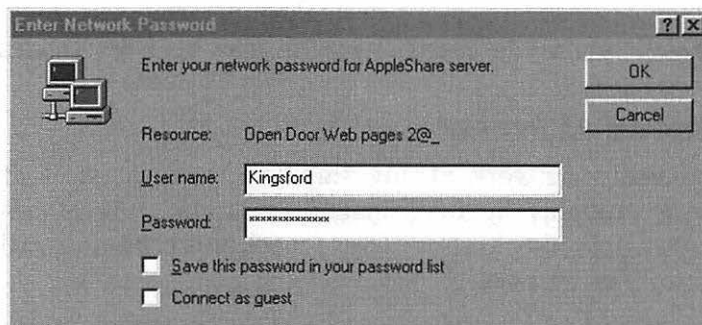 Enter Network Password
Enter your network password for AppleShare server.
OK
Cancel
Resource: Open Door Web pages 2@_
User name: Kingsford
Password: xxxxxxxxxxxxxx
Save this password in your password list
Connect as guest